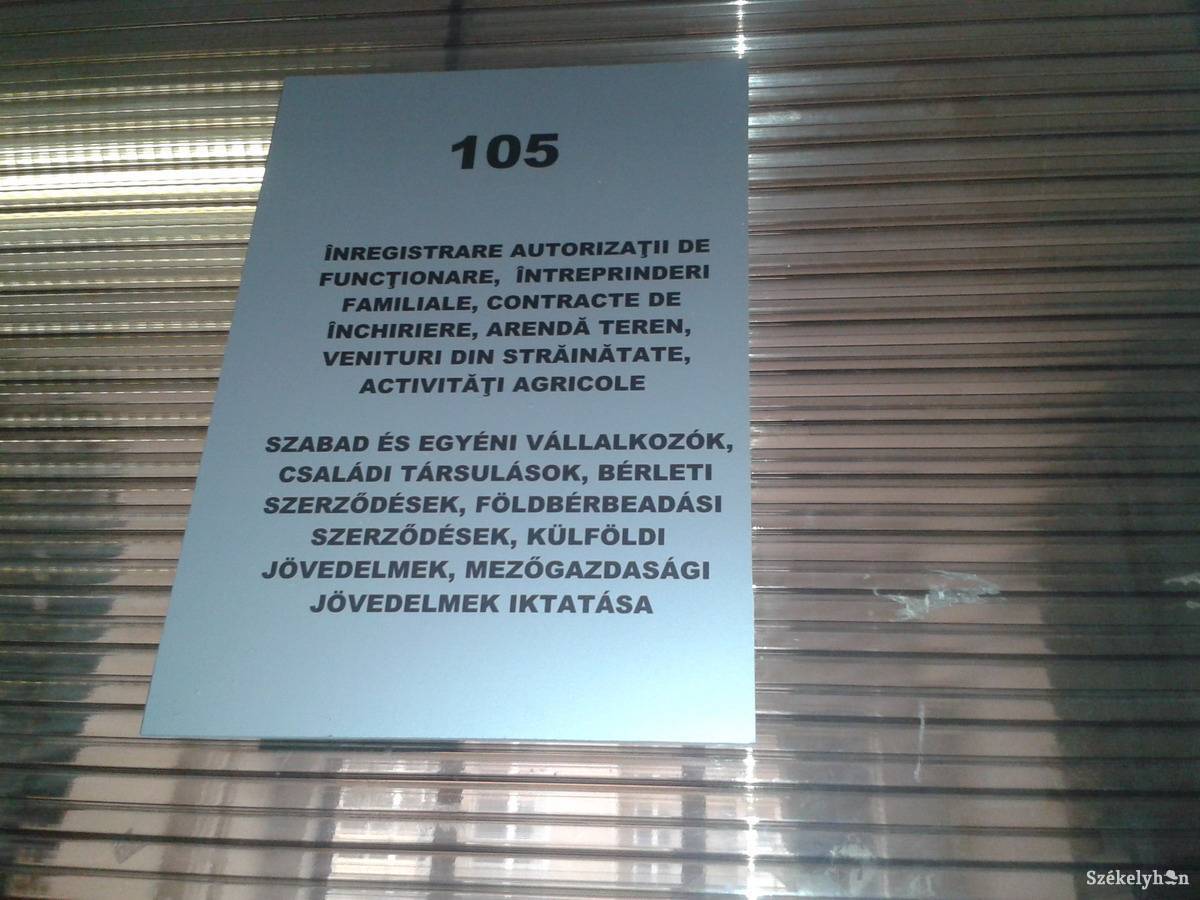 105
ÎNREGISTRARE AUTORIZAŢII DE
FUNCŢIONARE, ÎNTREPRINDERI
FAMILIALE, CONTRACTE DE
ÎNCHIRIERE, ARENDĂ TEREN,
VENITURI DIN STRĂINĂTATE,
ACTIVITĂŢI AGRICOLE
SZABAD ÉS EGYÉNI VÁLLALKOZÓK,
CSALÁDI TÁRSULÁSOK, BÉRLETI
SZERZŐDÉSEK, FÖLDBÉRBEADÁSI
SZERZŐDÉSEK, KÜLFÖLDI
JÖVEDELMEK, MEZŐGAZDASÁGI
JÖVEDELMEK IKTATÁSA
Székelyhon